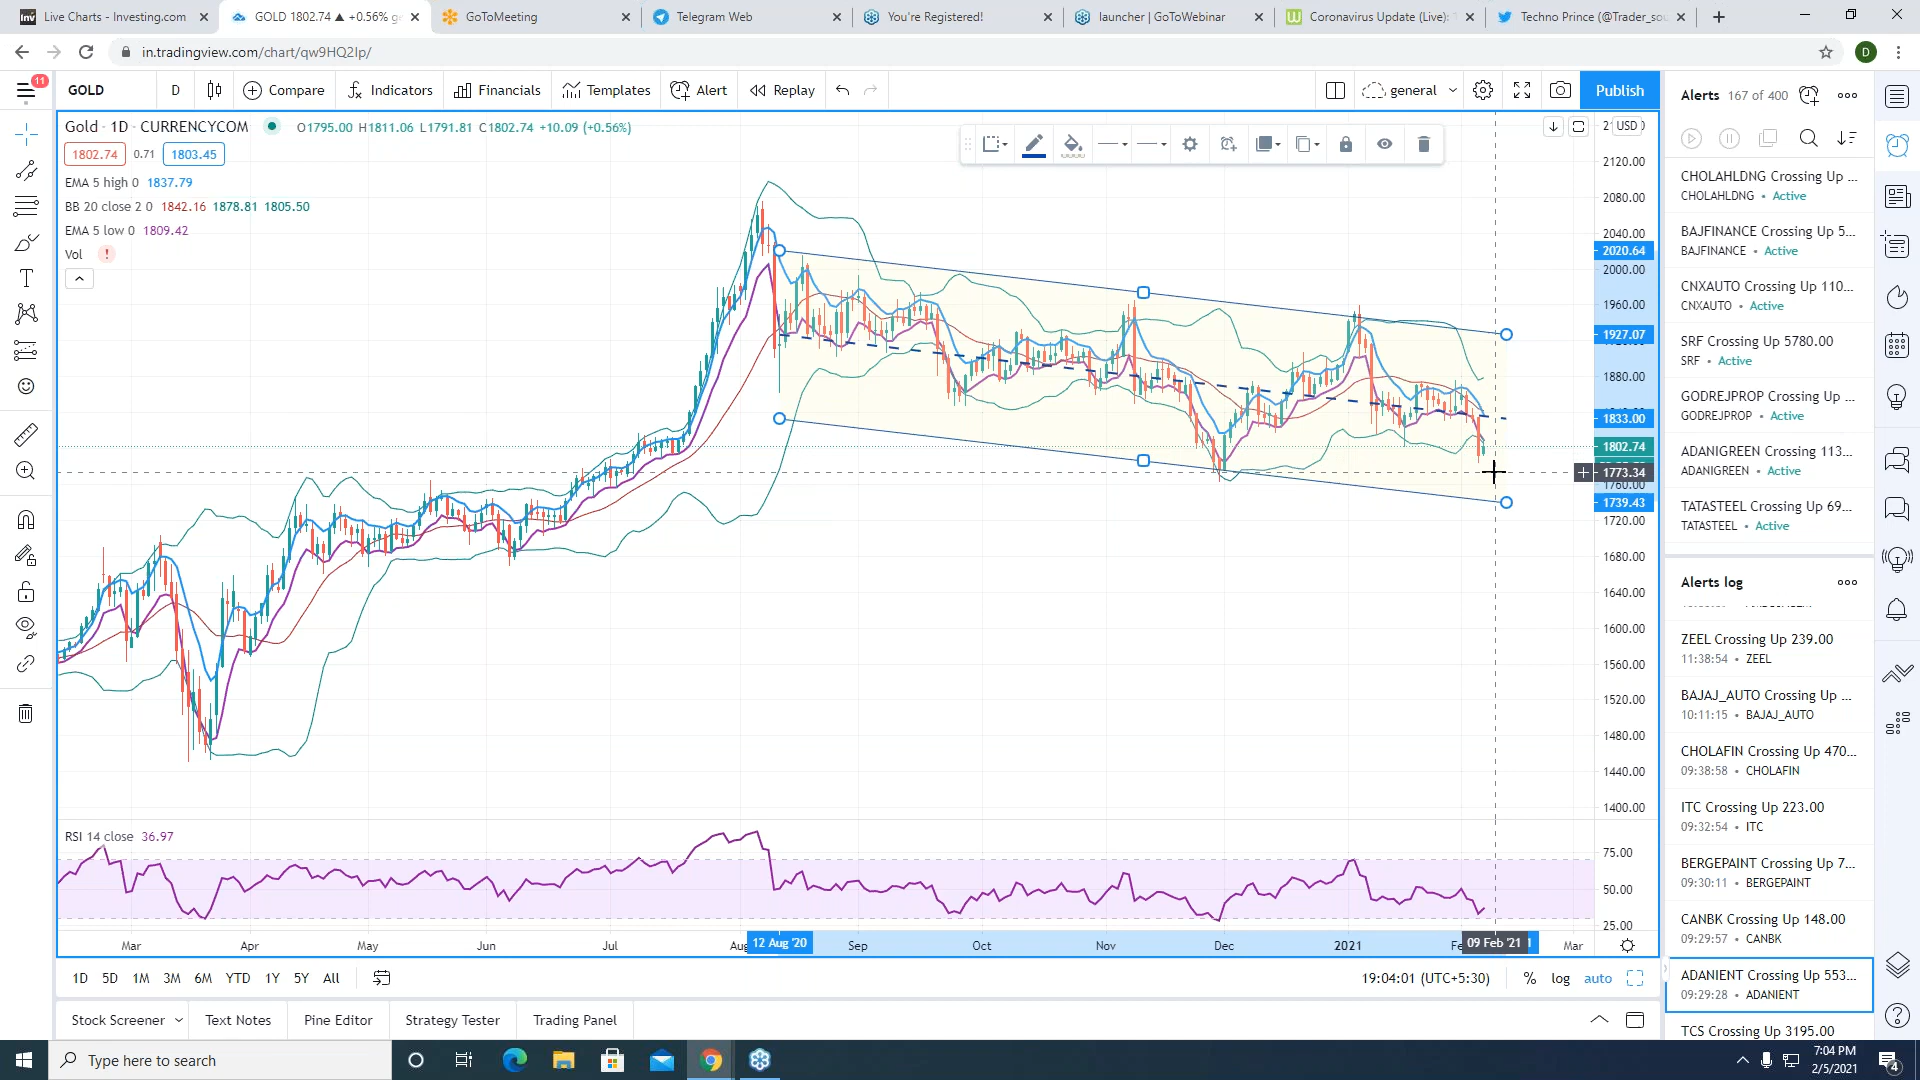 Live Charts - Investing.com
GOLD 1802.74 ▲ +0.56%
GoToMeeting
Telegram Web
You're Registered!
launcher | GoToWebinar
Coronavirus Update (Live):
Techno Prince (@Trader_sou
in.tradingview.com/chart/qw9HQ2Ip/
D
11
GOLD
D
Compare
Indicators
Financials
Templates
Alert
Replay
general
Publish
Gold · 1D · CURRENCYCOM
O1795.00 H1811.06 L1791.81 C1802.74 +10.09 (+0.56%)
1802.74 0.71 1803.45
EMA 5 high 0 1837.79
BB 20 close 2 0 1842.16 1878.81 1805.50
EMA 5 low 0 1809.42
Vol !
USD
2120.00
2080.00
2040.00
2020.64
2000.00
1960.00
1927.07
1880.00
1833.00
1802.74
1773.34
1760.00
1739.43
1720.00
1680.00
1640.00
1600.00
1560.00
1520.00
1480.00
1440.00
1400.00
RSI 14 close 36.97
75.00
50.00
25.00
Mar Apr May Jun Jul Aug 12 Aug '20 Sep Oct Nov Dec 2021 09 Feb '21 Mar
1D 5D 1M 3M 6M YTD 1Y 5Y All
19:04:01 (UTC+5:30) % log auto
Stock Screener
Text Notes
Pine Editor
Strategy Tester
Trading Panel
Alerts 167 of 400
CHOLAHLDNG Crossing Up ...
CHOLAHLDNG • Active
BAJFINANCE Crossing Up 5...
BAJFINANCE • Active
CNXAUTO Crossing Up 110...
CNXAUTO • Active
SRF Crossing Up 5780.00
SRF • Active
GODREJPROP Crossing Up ...
GODREJPROP • Active
ADANIGREEN Crossing 113...
ADANIGREEN • Active
TATASTEEL Crossing Up 69...
TATASTEEL • Active
Alerts log
ZEEL Crossing Up 239.00
11:38:54 • ZEEL
BAJAJ_AUTO Crossing Up ...
10:11:15 • BAJAJ_AUTO
CHOLAFIN Crossing Up 470...
09:38:58 • CHOLAFIN
ITC Crossing Up 223.00
09:32:54 • ITC
BERGEPAINT Crossing Up 7...
09:30:11 • BERGEPAINT
CANBK Crossing Up 148.00
09:29:57 • CANBK
ADANIENT Crossing Up 553...
09:29:28 • ADANIENT
TCS Crossing Up 3195.00
Type here to search
7:04 PM
2/5/2021
4